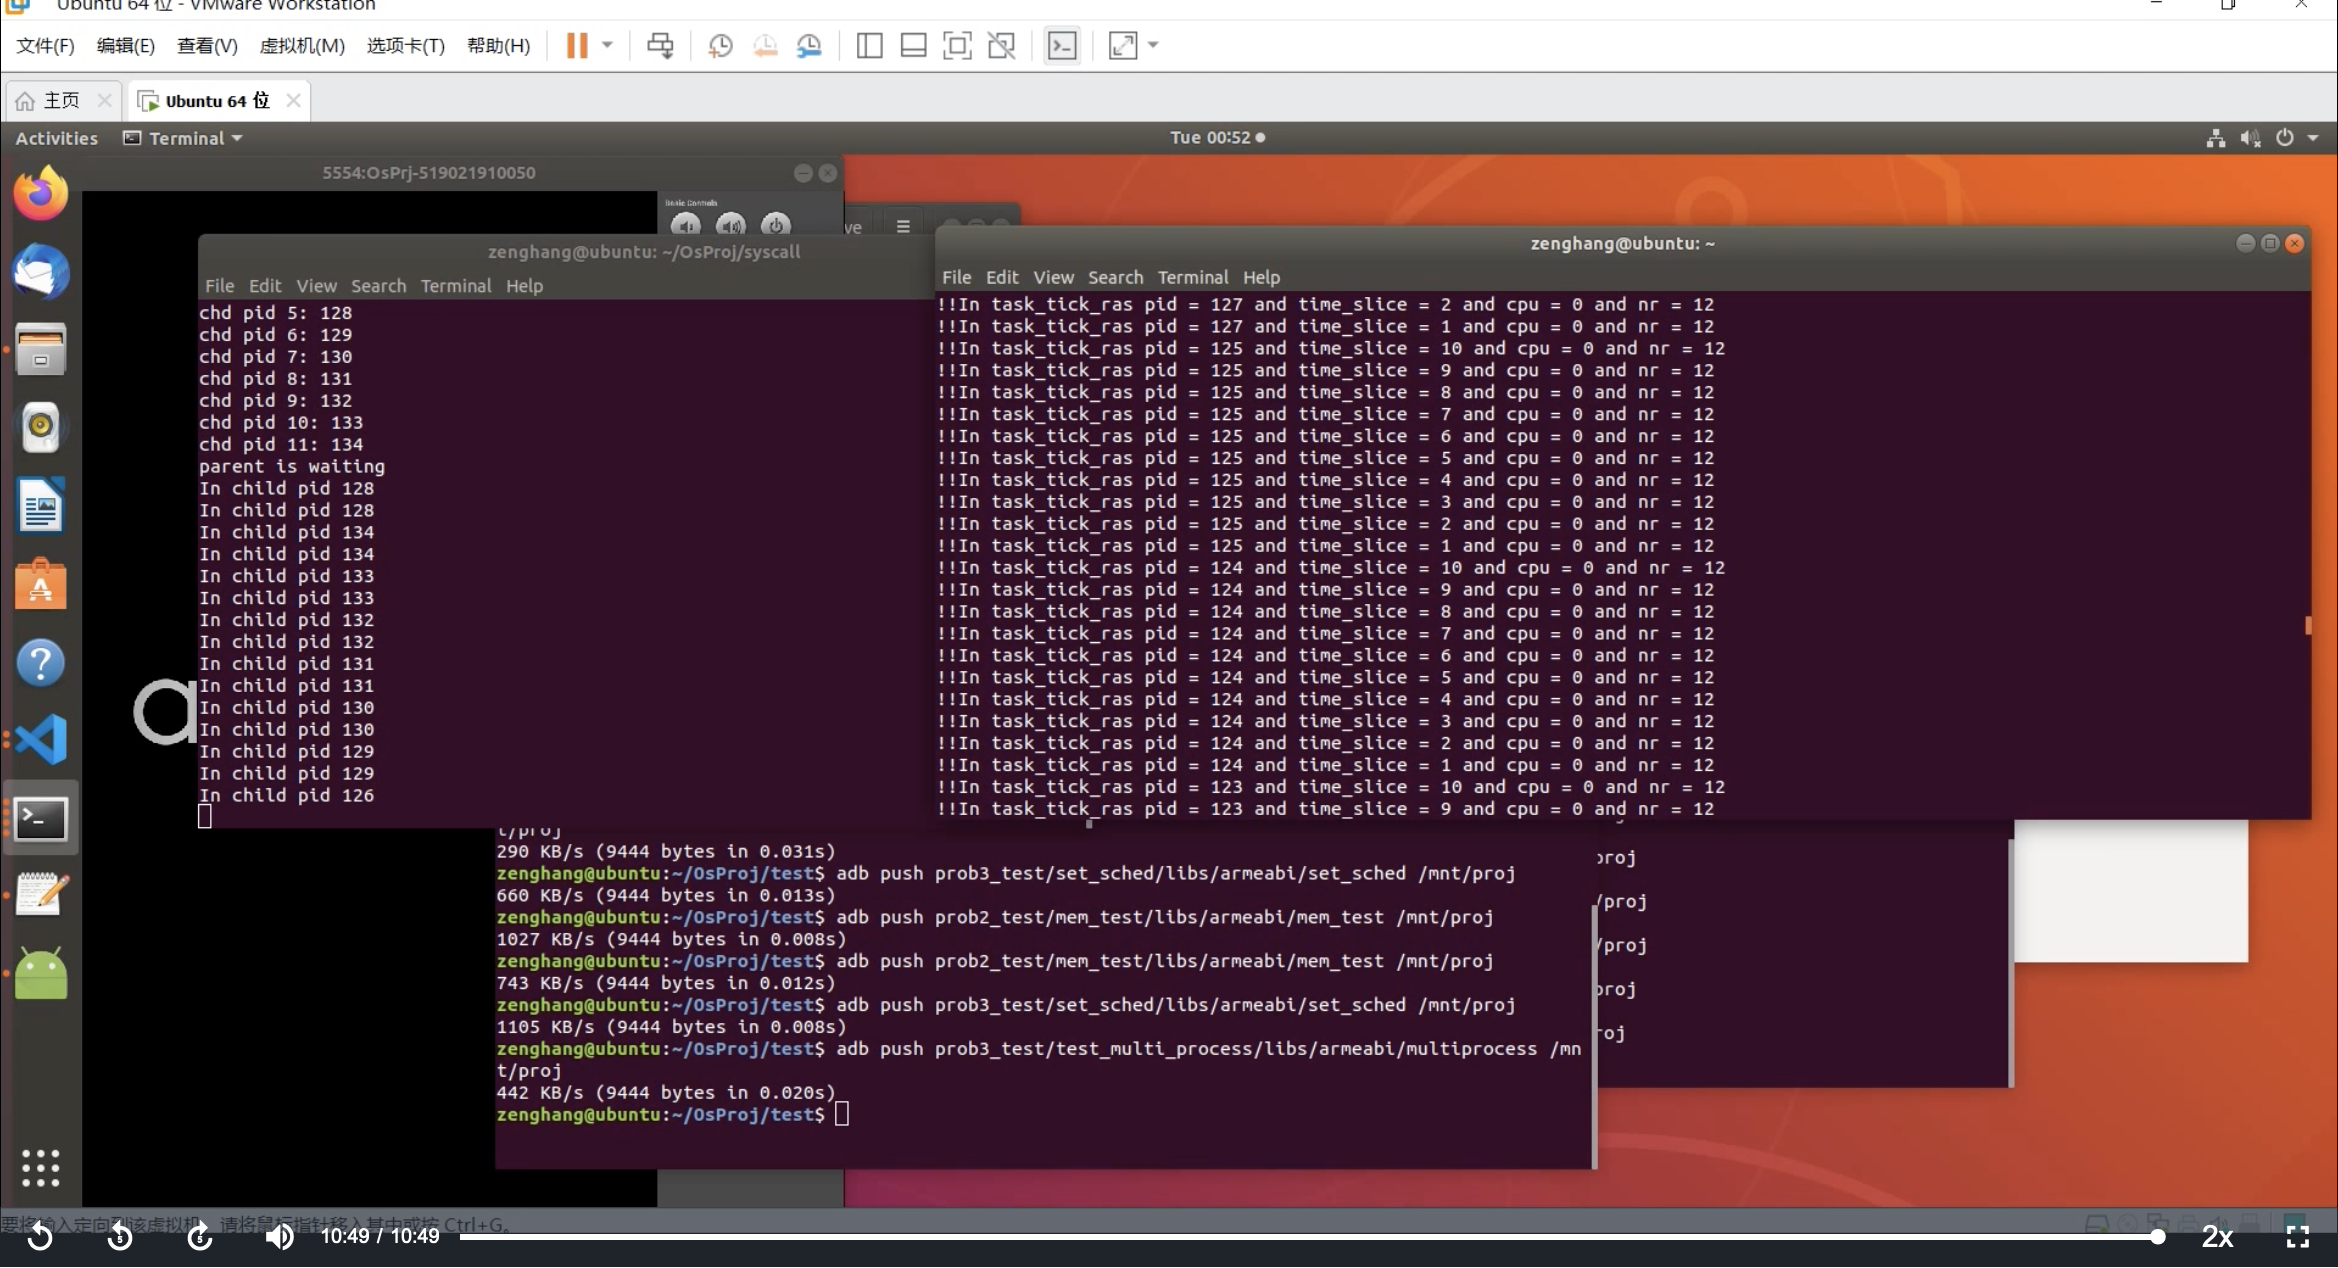 Ubuntu 64 位 - VMware Workstation
文件(F) 编辑(E) 查看(V) 虚拟机(M) 选项卡(T) 帮助(H)
主页 Ubuntu 64 位
Activities Terminal Tue 00:52
5554:OsPrj-519021910050
Basic Controls
ve
zenghang@ubuntu: ~/OsProj/syscall
File Edit View Search Terminal Help
chd pid 5: 128
chd pid 6: 129
chd pid 7: 130
chd pid 8: 131
chd pid 9: 132
chd pid 10: 133
chd pid 11: 134
parent is waiting
In child pid 128
In child pid 128
In child pid 134
In child pid 134
In child pid 133
In child pid 133
In child pid 132
In child pid 132
In child pid 131
In child pid 131
In child pid 130
In child pid 130
In child pid 129
In child pid 129
In child pid 126
zenghang@ubuntu: ~
File Edit View Search Terminal Help
!!In task_tick_ras pid = 127 and time_slice = 2 and cpu = 0 and nr = 12
!!In task_tick_ras pid = 127 and time_slice = 1 and cpu = 0 and nr = 12
!!In task_tick_ras pid = 125 and time_slice = 10 and cpu = 0 and nr = 12
!!In task_tick_ras pid = 125 and time_slice = 9 and cpu = 0 and nr = 12
!!In task_tick_ras pid = 125 and time_slice = 8 and cpu = 0 and nr = 12
!!In task_tick_ras pid = 125 and time_slice = 7 and cpu = 0 and nr = 12
!!In task_tick_ras pid = 125 and time_slice = 6 and cpu = 0 and nr = 12
!!In task_tick_ras pid = 125 and time_slice = 5 and cpu = 0 and nr = 12
!!In task_tick_ras pid = 125 and time_slice = 4 and cpu = 0 and nr = 12
!!In task_tick_ras pid = 125 and time_slice = 3 and cpu = 0 and nr = 12
!!In task_tick_ras pid = 125 and time_slice = 2 and cpu = 0 and nr = 12
!!In task_tick_ras pid = 125 and time_slice = 1 and cpu = 0 and nr = 12
!!In task_tick_ras pid = 124 and time_slice = 10 and cpu = 0 and nr = 12
!!In task_tick_ras pid = 124 and time_slice = 9 and cpu = 0 and nr = 12
!!In task_tick_ras pid = 124 and time_slice = 8 and cpu = 0 and nr = 12
!!In task_tick_ras pid = 124 and time_slice = 7 and cpu = 0 and nr = 12
!!In task_tick_ras pid = 124 and time_slice = 6 and cpu = 0 and nr = 12
!!In task_tick_ras pid = 124 and time_slice = 5 and cpu = 0 and nr = 12
!!In task_tick_ras pid = 124 and time_slice = 4 and cpu = 0 and nr = 12
!!In task_tick_ras pid = 124 and time_slice = 3 and cpu = 0 and nr = 12
!!In task_tick_ras pid = 124 and time_slice = 2 and cpu = 0 and nr = 12
!!In task_tick_ras pid = 124 and time_slice = 1 and cpu = 0 and nr = 12
!!In task_tick_ras pid = 123 and time_slice = 10 and cpu = 0 and nr = 12
!!In task_tick_ras pid = 123 and time_slice = 9 and cpu = 0 and nr = 12
t/proj
290 KB/s (9444 bytes in 0.031s)
zenghang@ubuntu:~/OsProj/test$ adb push prob3_test/set_sched/libs/armeabi/set_sched /mnt/proj
660 KB/s (9444 bytes in 0.013s)
zenghang@ubuntu:~/OsProj/test$ adb push prob2_test/mem_test/libs/armeabi/mem_test /mnt/proj
1027 KB/s (9444 bytes in 0.008s)
zenghang@ubuntu:~/OsProj/test$ adb push prob2_test/mem_test/libs/armeabi/mem_test /mnt/proj
743 KB/s (9444 bytes in 0.012s)
zenghang@ubuntu:~/OsProj/test$ adb push prob3_test/set_sched/libs/armeabi/set_sched /mnt/proj
1105 KB/s (9444 bytes in 0.008s)
zenghang@ubuntu:~/OsProj/test$ adb push prob3_test/test_multi_process/libs/armeabi/multiprocess /mn
t/proj
442 KB/s (9444 bytes in 0.020s)
zenghang@ubuntu:~/OsProj/test$
proj
/proj
/proj
proj
roj
a
要将输入定向到该虚拟机，请将鼠标指针移入其中或按 Ctrl+G。
5 5 10:49 / 10:49 2x